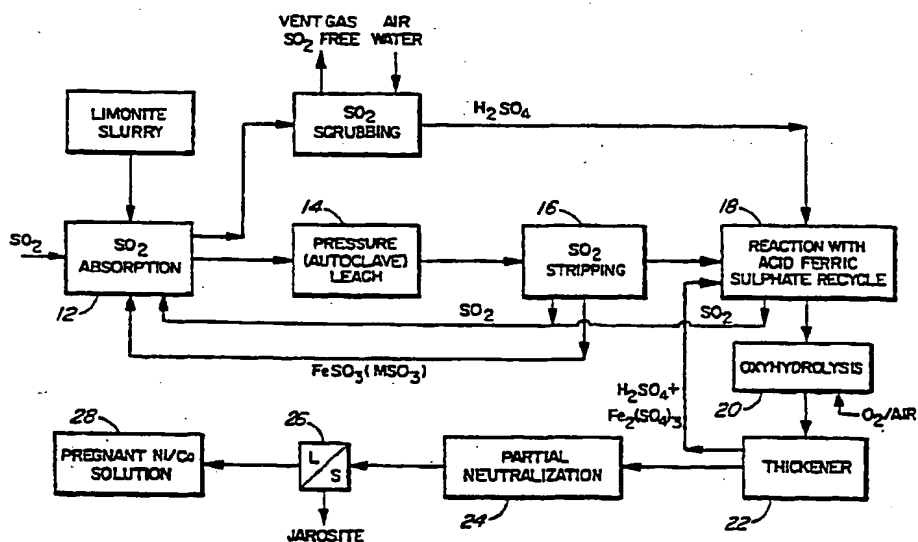 VENT GAS
SO2 FREE
AIR
WATER
LIMONITE
SLURRY
SO2
SCRUBBING
H2SO4
SO2
SO2
ABSORPTION
12
14
PRESSURE
(AUTOCLAVE)
LEACH
16
SO2
STRIPPING
18
REACTION WITH
ACID FERRIC
SULPHATE RECYCLE
SO2
SO2
FeSO3(MSO3)
H2SO4+
Fe2(SO4)3
OXYHYDROLYSIS
20
O2/AIR
28
PREGNANT Ni/Co
SOLUTION
26
L
S
JAROSITE
PARTIAL
NEUTRALIZATION
24
THICKENER
22